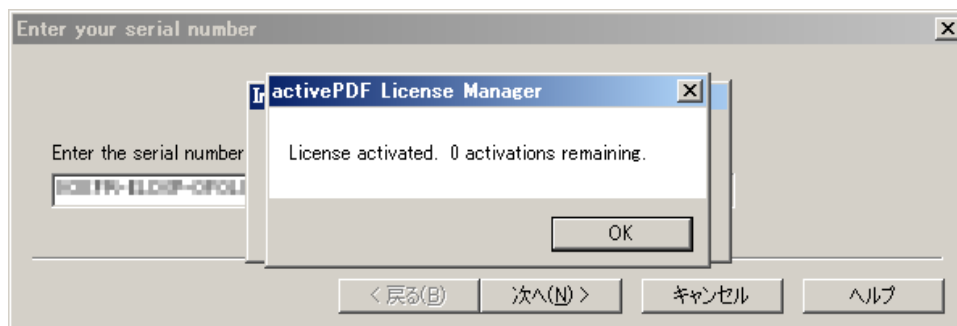 Enter your serial number
activePDF License Manager
Enter the serial number
License activated. 0 activations remaining.
OK
< 戻る(B)
次へ(N) >
キャンセル
ヘルプ